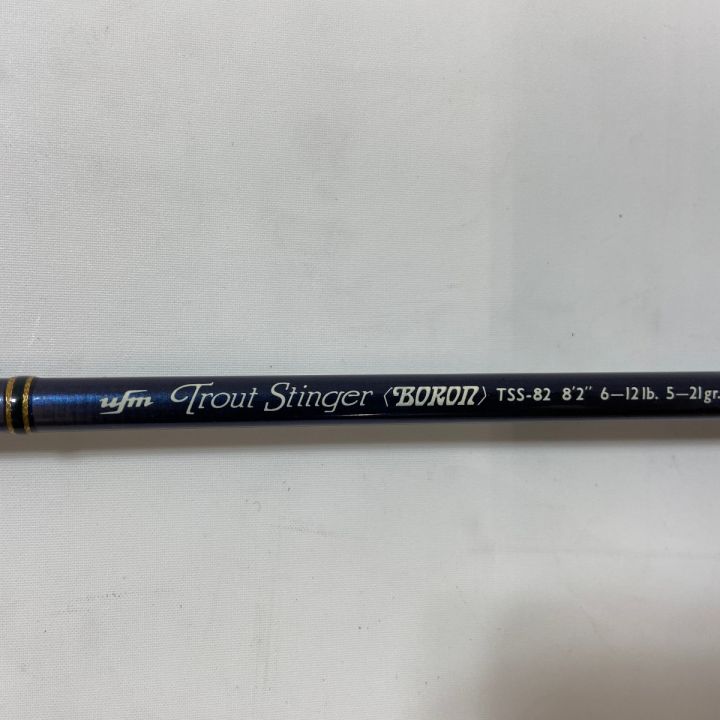 ufm Trout Stinger 〈BORON〉 TSS-82 8'2" 6—12 lb. 5—21gr.